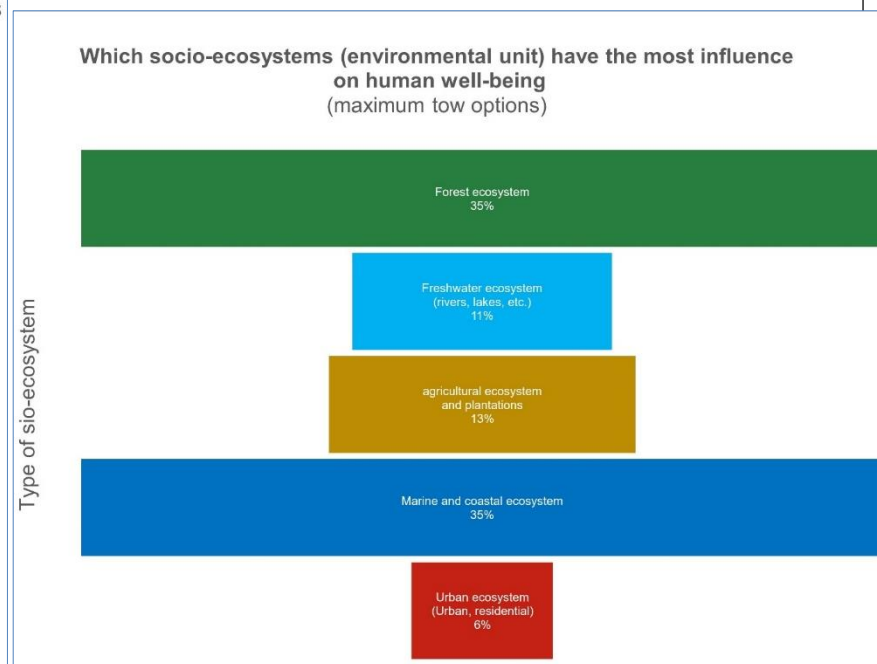 Which socio-ecosystems (environmental unit) have the most influence
on human well-being
(maximum tow options)
Type of sio-ecosystem
Forest ecosystem
35%
Freshwater ecosystem
(rivers, lakes, etc.)
11%
agricultural ecosystem
and plantations
13%
Marine and coastal ecosystem
35%
Urban ecosystem
(Urban, residential)
6%